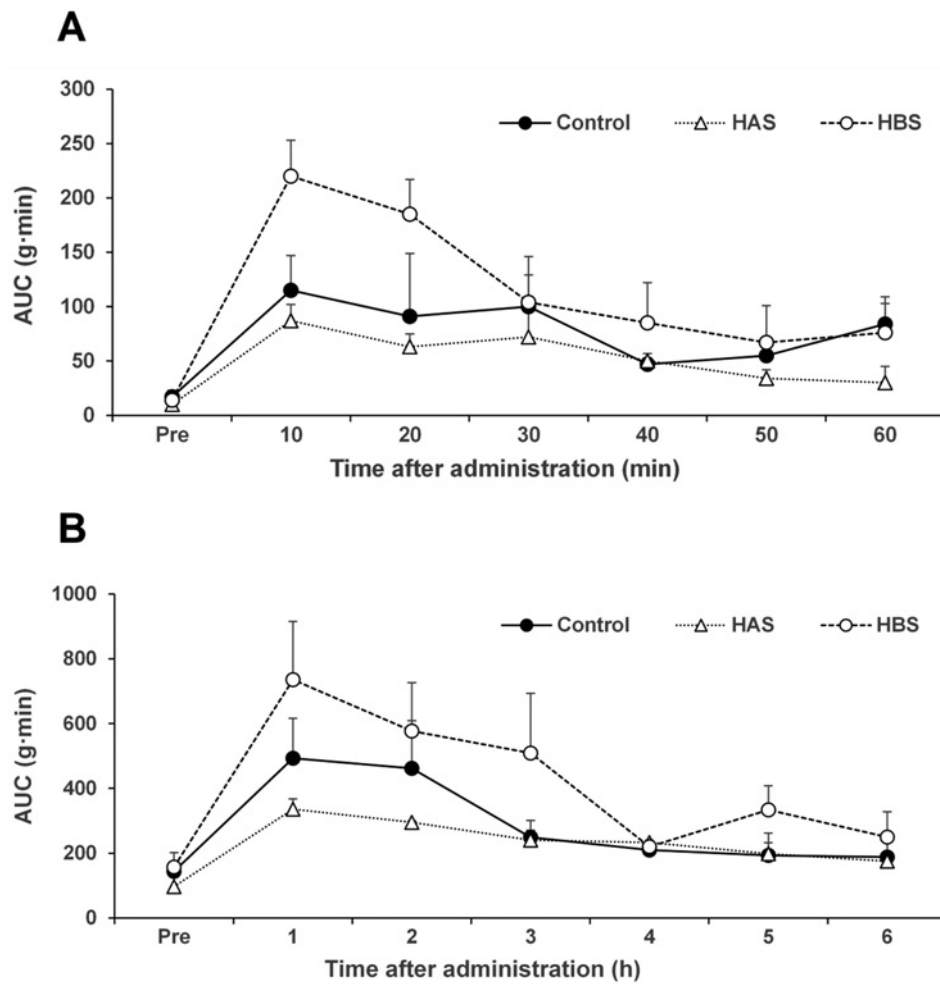 A
300
Control HAS HBS
250
200
150
100
50
0
AUC (g·min)
Pre 10 20 30 40 50 60
Time after administration (min)
B
1000
Control HAS HBS
800
600
400
200
0
AUC (g·min)
Pre 1 2 3 4 5 6
Time after administration (h)